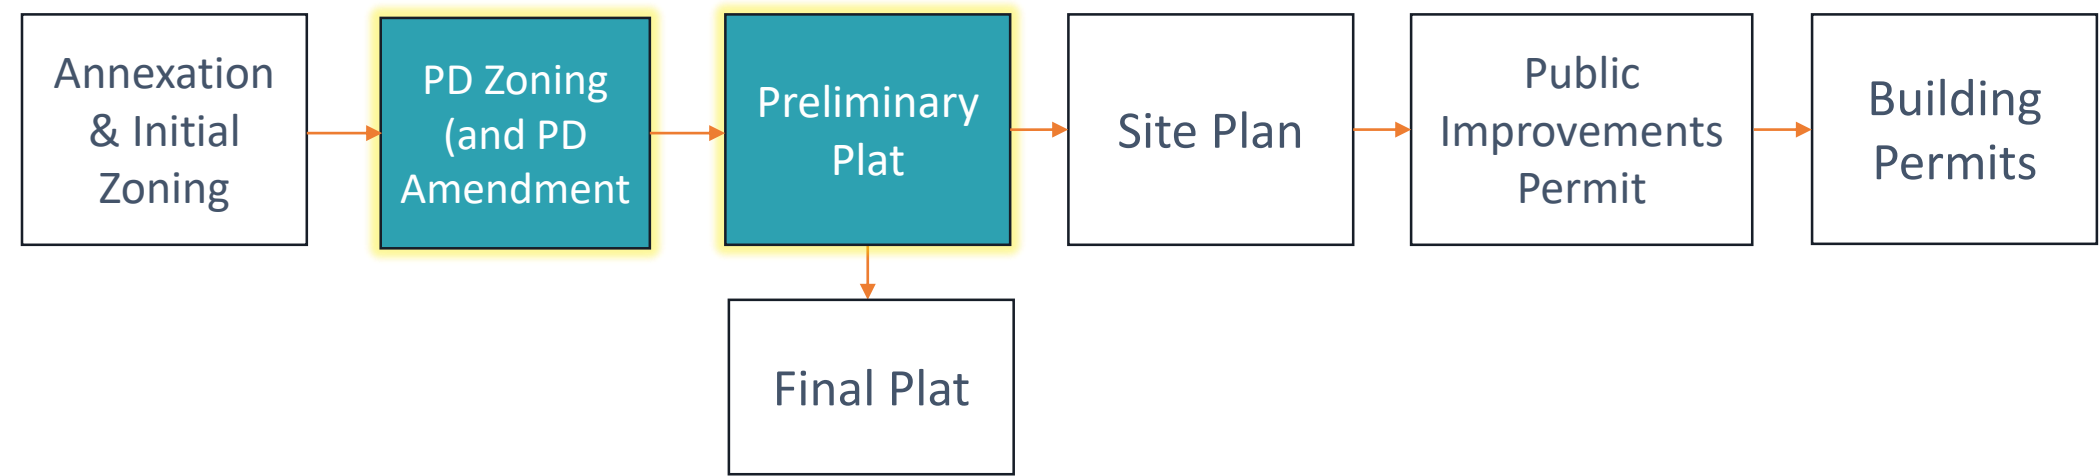 Annexation
& Initial
Zoning
PD Zoning
(and PD
Amendment
Preliminary
Plat
Site Plan
Public
Improvements
Permit
Building
Permits
Final Plat